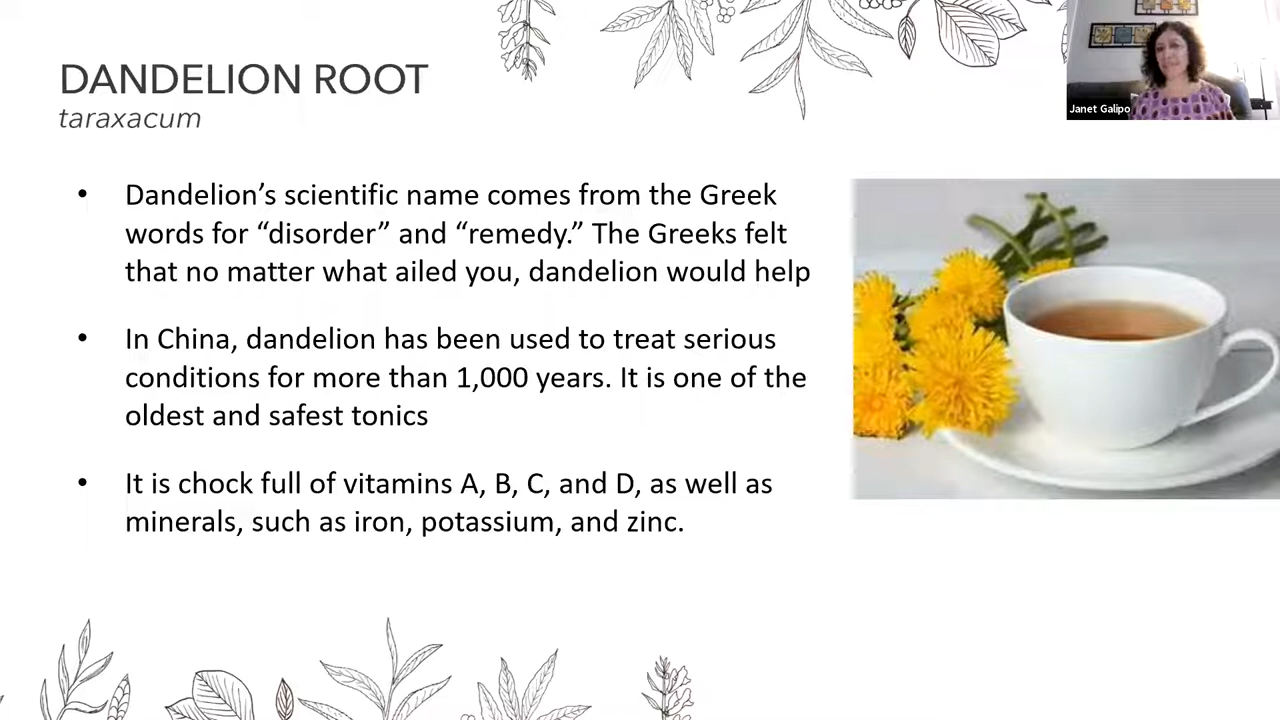 DANDELION ROOT
taraxacum
Janet Galipo
• Dandelion’s scientific name comes from the Greek
words for “disorder” and “remedy.” The Greeks felt
that no matter what ailed you, dandelion would help
• In China, dandelion has been used to treat serious
conditions for more than 1,000 years. It is one of the
oldest and safest tonics
• It is chock full of vitamins A, B, C, and D, as well as
minerals, such as iron, potassium, and zinc.